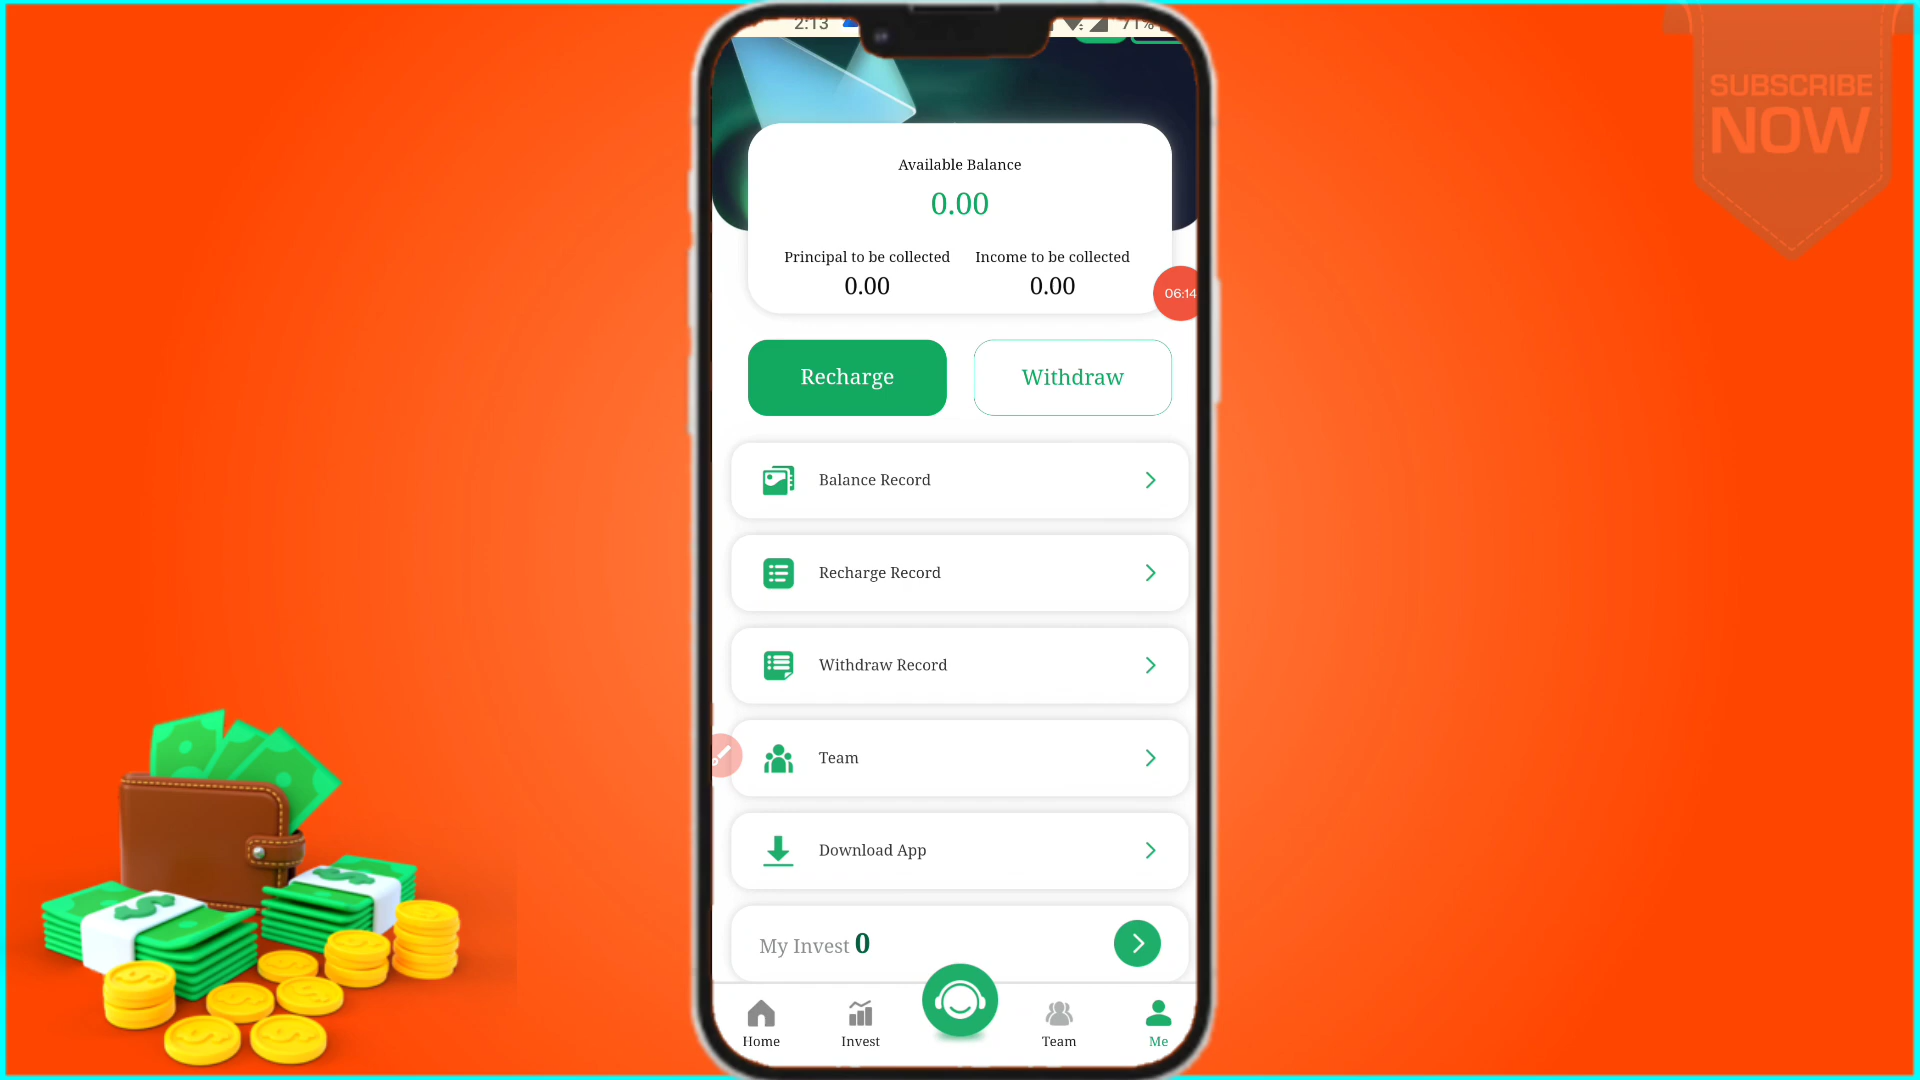 2:13
71%
SUBSCRIBE
NOW
Available Balance
0.00
Principal to be collected
Income to be collected
0.00
0.00
06:14
Recharge
Withdraw
Balance Record
Recharge Record
Withdraw Record
Team
Download App
My Invest 0
Home
Invest
Team
Me